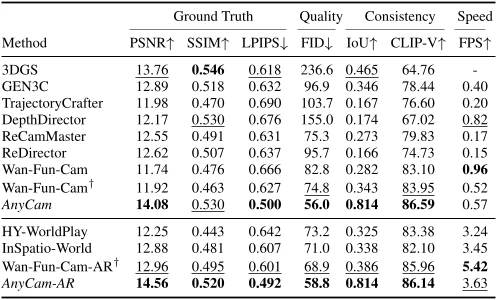 Ground Truth Quality Consistency Speed
Method PSNR↑ SSIM↑ LPIPS↓ FID↓ IoU↑ CLIP-V↑ FPS↑
3DGS 13.76 0.546 0.618 236.6 0.465 64.76 -
GEN3C 12.89 0.518 0.632 96.9 0.346 78.44 0.40
TrajectoryCrafter 11.98 0.470 0.690 103.7 0.167 76.60 0.20
DepthDirector 12.17 0.530 0.676 155.0 0.174 67.02 0.82
ReCamMaster 12.55 0.491 0.631 75.3 0.273 79.83 0.17
ReDirector 12.62 0.507 0.637 95.7 0.166 74.73 0.15
Wan-Fun-Cam 11.74 0.476 0.666 82.8 0.282 83.10 0.96
Wan-Fun-Cam† 11.92 0.463 0.627 74.8 0.343 83.95 0.52
AnyCam 14.08 0.530 0.500 56.0 0.814 86.59 0.57
HY-WorldPlay 12.25 0.443 0.642 73.2 0.325 83.38 3.24
InSpatio-World 12.88 0.481 0.607 71.0 0.338 82.10 3.45
Wan-Fun-Cam-AR† 12.96 0.495 0.601 68.9 0.386 85.96 5.42
AnyCam-AR 14.56 0.520 0.492 58.8 0.814 86.14 3.63